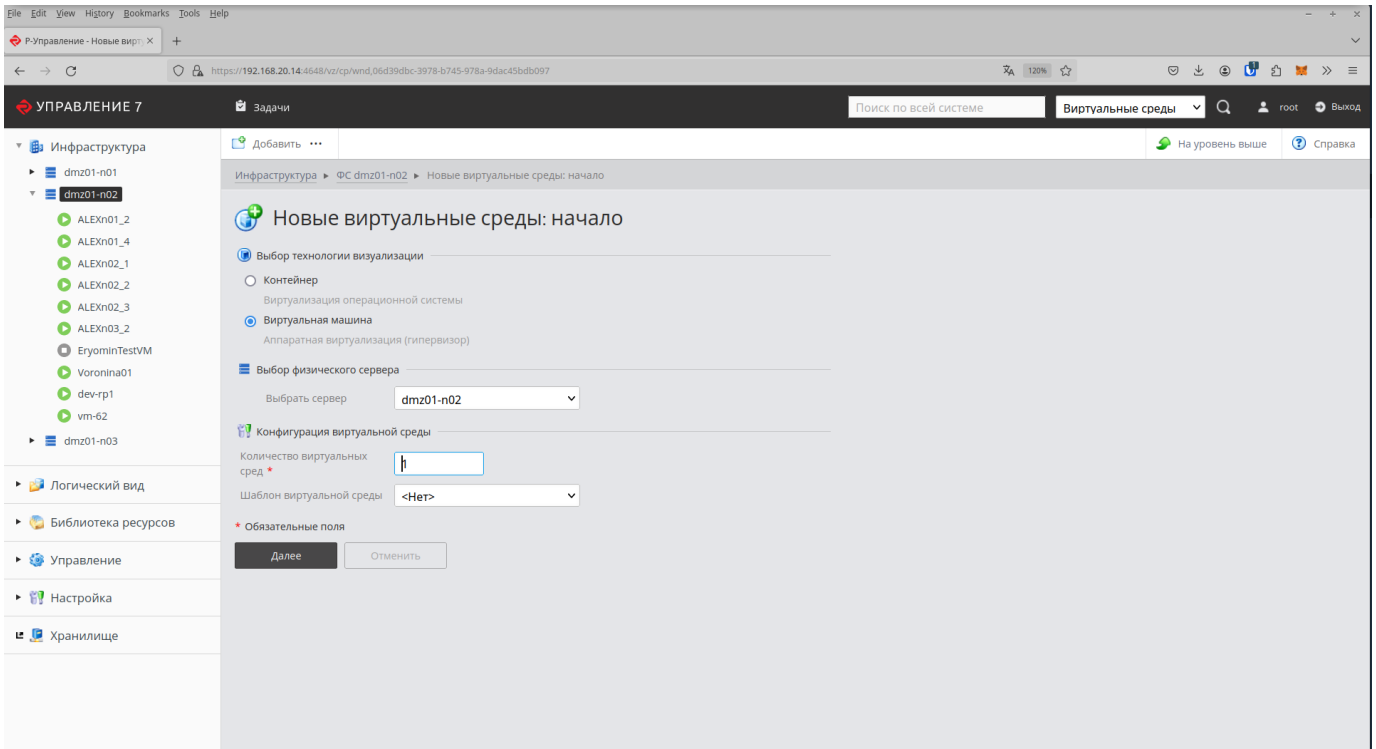 File Edit View History Bookmarks Tools Help
Р-Управление - Новые вирт
https://192.168.20.14:4648/vz/cp/wnd,06d39dbc-3978-b745-978a-9dac45bdb097
120%
1
УПРАВЛЕНИЕ 7
Задачи
Поиск по всей системе
Виртуальные среды
root
Выход
Инфраструктура
dmz01-n01
dmz01-n02
ALEXn01_2
ALEXn01_4
ALEXn02_1
ALEXn02_2
ALEXn02_3
ALEXn03_2
EryominTestVM
Voronina01
dev-rp1
vm-62
dmz01-n03
Логический вид
Библиотека ресурсов
Управление
Настройка
Хранилище
Добавить •••
На уровень выше
Справка
Инфраструктура ▸ ФС dmz01-n02 ▸ Новые виртуальные среды: начало
Новые виртуальные среды: начало
Выбор технологии визуализации
Контейнер
Виртуализация операционной системы
Виртуальная машина
Аппаратная виртуализация (гипервизор)
Выбор физического сервера
Выбрать сервер
dmz01-n02
Конфигурация виртуальной среды
Количество виртуальных
сред *
1
Шаблон виртуальной среды
<Нет>
* Обязательные поля
Далее
Отменить